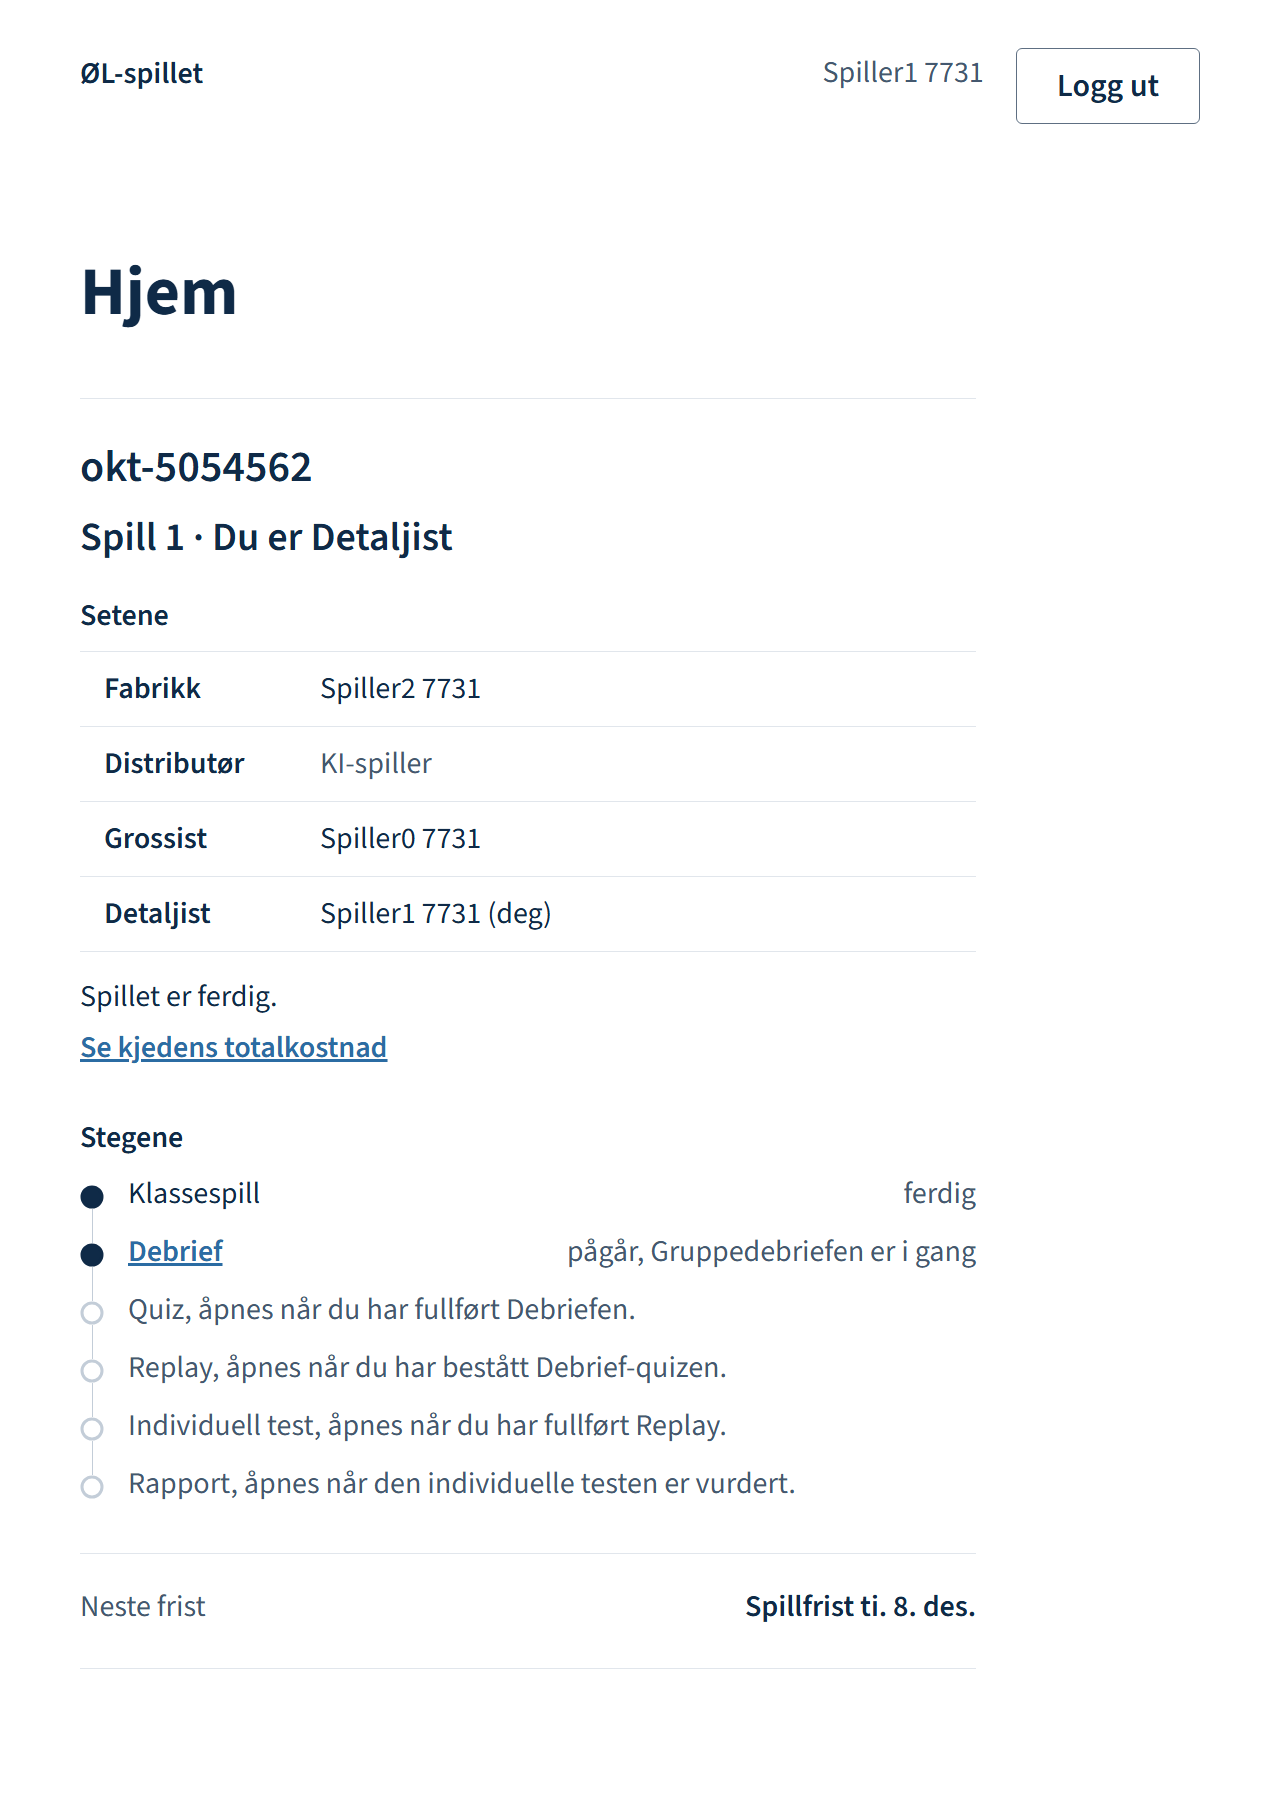 ØL-spillet
Spiller1 7731
Logg ut
Hjem
okt-5054562
Spill 1 · Du er Detaljist
Setene
Fabrikk Spiller2 7731
Distributør KI-spiller
Grossist Spiller0 7731
Detaljist Spiller1 7731 (deg)
Spillet er ferdig.
Se kjedens totalkostnad
Stegene
Klassespill ferdig
Debrief pågår, Gruppedebriefen er i gang
Quiz, åpnes når du har fullført Debriefen.
Replay, åpnes når du har bestått Debrief-quizen.
Individuell test, åpnes når du har fullført Replay.
Rapport, åpnes når den individuelle testen er vurdert.
Neste frist Spillfrist ti. 8. des.